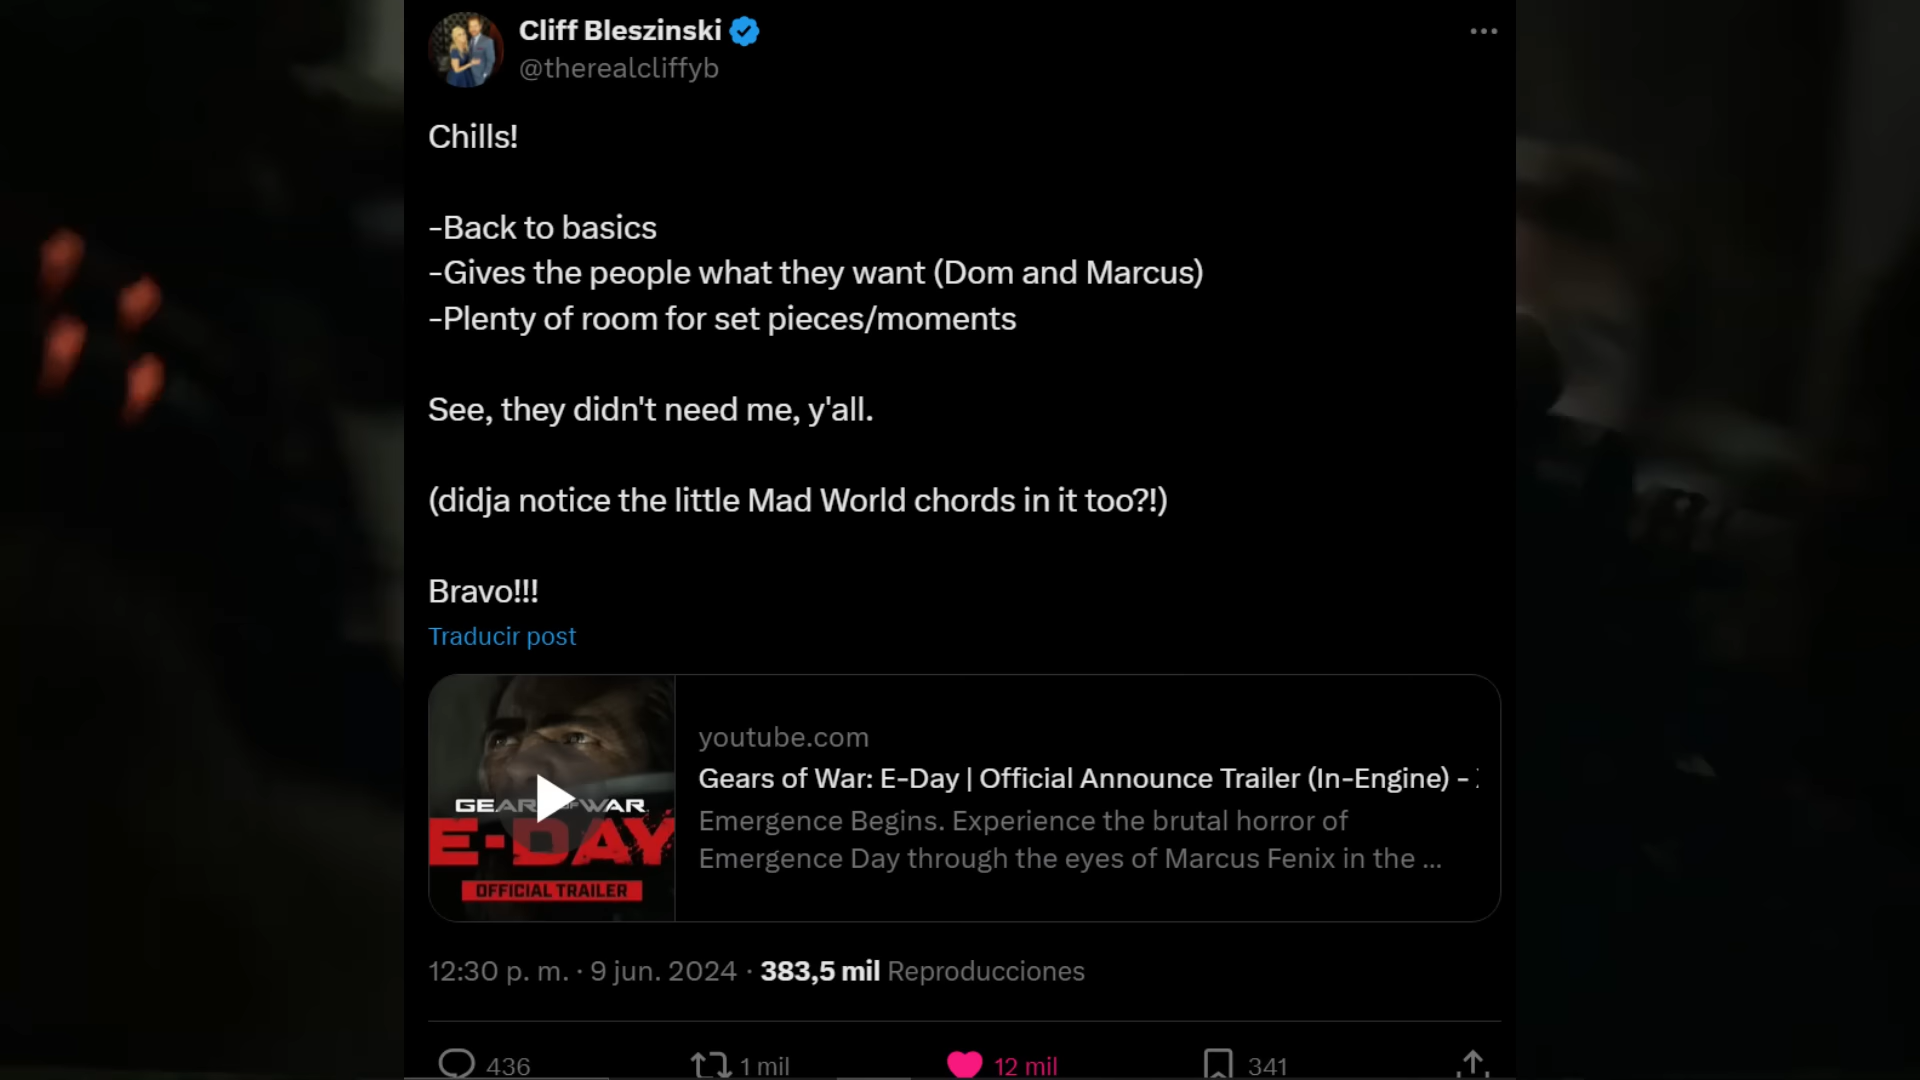 Cliff Bleszinski
@therealcliffyb
Chills!
-Back to basics
-Gives the people what they want (Dom and Marcus)
-Plenty of room for set pieces/moments
See, they didn't need me, y'all.
(didja notice the little Mad World chords in it too?!)
Bravo!!!
Traducir post
GEARS OF WAR
E-DAY
OFFICIAL TRAILER
youtube.com
Gears of War: E-Day | Official Announce Trailer (In-Engine) -
Emergence Begins. Experience the brutal horror of
Emergence Day through the eyes of Marcus Fenix in the ...
12:30 p. m. · 9 jun. 2024 · 383,5 mil Reproducciones
436 1 mil 12 mil 341